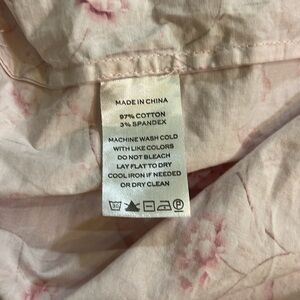 MADE IN CHINA
97% COTTON
3% SPANDEX
MACHINE WASH COLD
WITH LIKE COLORS
DO NOT BLEACH
LAY FLAT TO DRY
COOL IRON IF NEEDED
OR DRY CLEAN